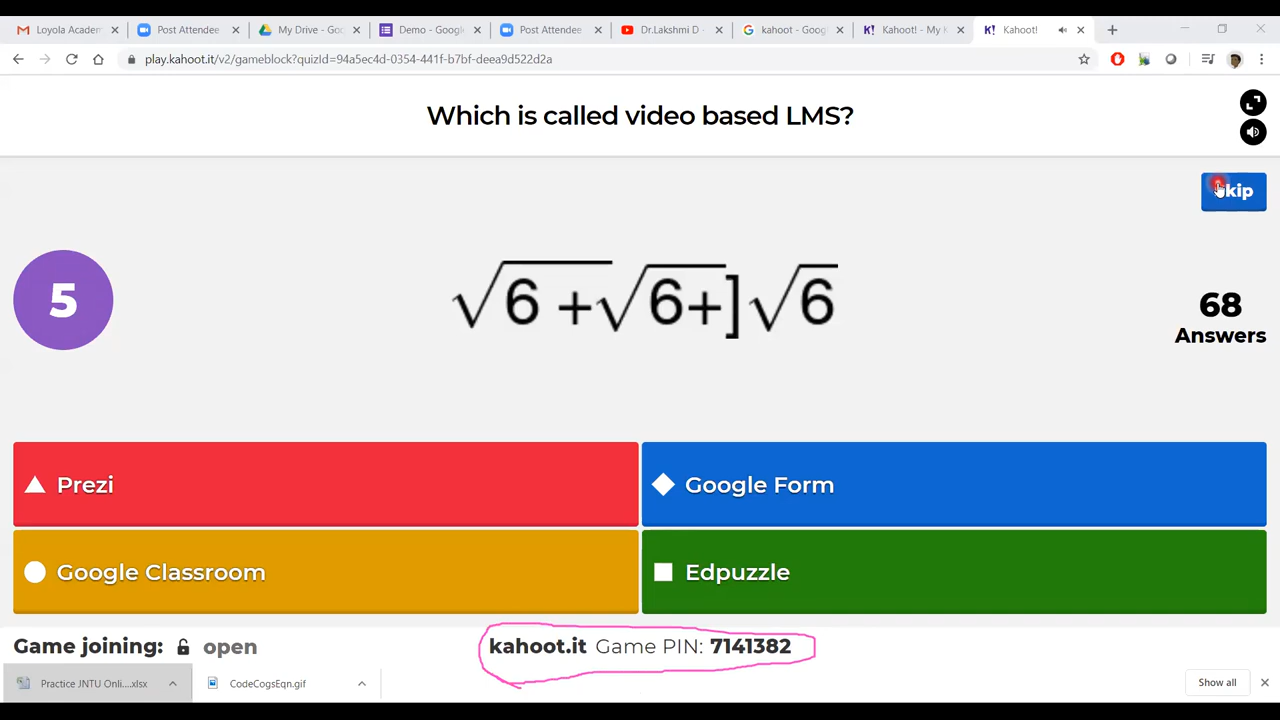 Loyola Academ
Post Attendee
My Drive - Goo
Demo - Google
Post Attendee
Dr.Lakshmi D
kahoot - Goog
Kahoot! - My K
Kahoot!
play.kahoot.it/v2/gameblock?quizId=94a5ec4d-0354-441f-b7bf-deea9d522d2a
Which is called video based LMS?
Skip
5
√6 +√6+]√6
68
Answers
Prezi
Google Form
Google Classroom
Edpuzzle
Game joining: open
kahoot.it Game PIN: 7141382
Practice JNTU Onli....xlsx
CodeCogsEqn.gif
Show all